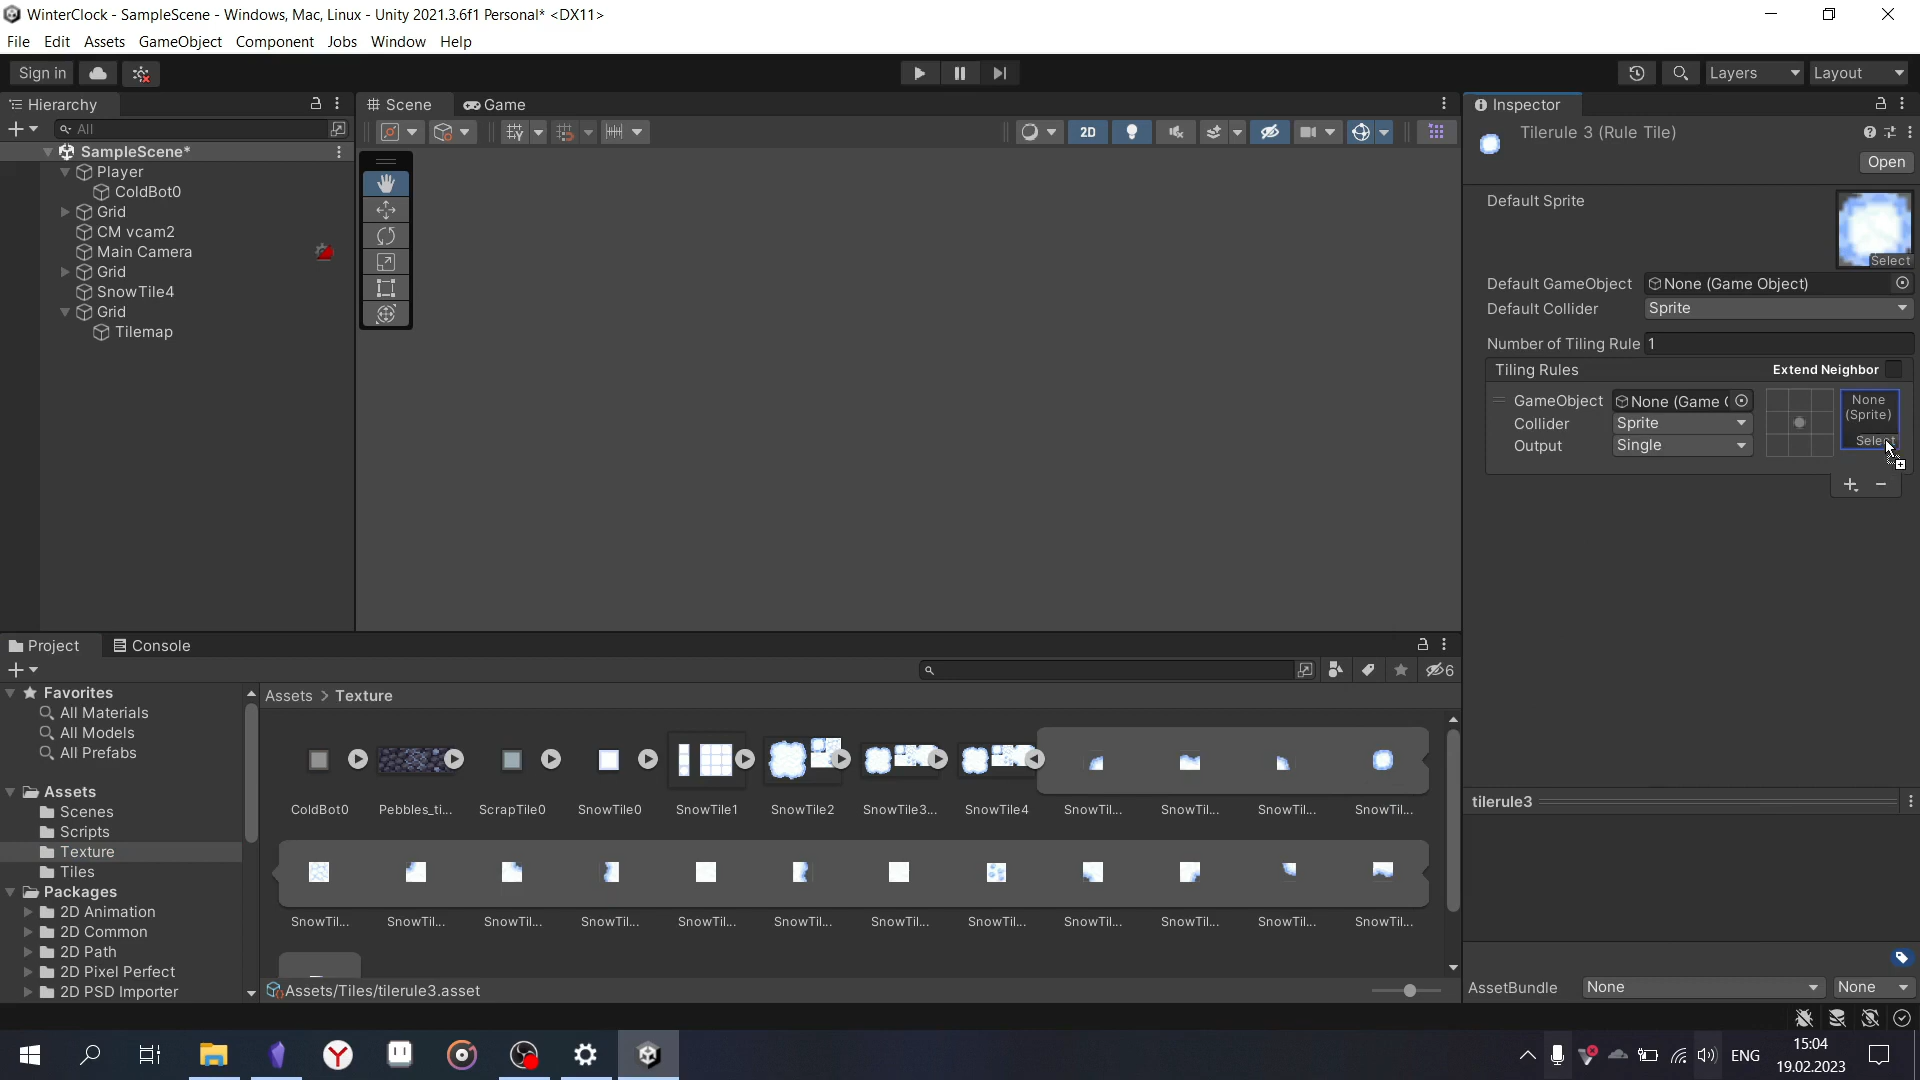 WinterClock - SampleScene - Windows, Mac, Linux - Unity 2021.3.6f1 Personal* <DX11>
File Edit Assets GameObject Component Jobs Window Help
Sign in
Layers
Layout
Hierarchy
All
SampleScene*
Player
ColdBot0
Grid
CM vcam2
Main Camera
Grid
SnowTile4
Grid
Tilemap
Scene
Game
2D
Inspector
Tilerule 3 (Rule Tile)
Open
Default Sprite
Select
Default GameObject None (Game Object)
Default Collider Sprite
Number of Tiling Rule 1
Tiling Rules Extend Neighbor
GameObject None (Game (
Collider Sprite
Output Single
None
(Sprite)
Select
Project
Console
6
Favorites
All Materials
All Models
All Prefabs
Assets
Scenes
Scripts
Texture
Tiles
Packages
2D Animation
2D Common
2D Path
2D Pixel Perfect
2D PSD Importer
Assets > Texture
ColdBot0 Pebbles_ti... ScrapTile0 SnowTile0 SnowTile1 SnowTile2 SnowTile3... SnowTile4 SnowTil... SnowTil... SnowTil... SnowTil...
SnowTil... SnowTil... SnowTil... SnowTil... SnowTil... SnowTil... SnowTil... SnowTil... SnowTil... SnowTil... SnowTil... SnowTil...
Assets/Tiles/tilerule3.asset
tilerule3
AssetBundle None None
ENG
15:04
19.02.2023